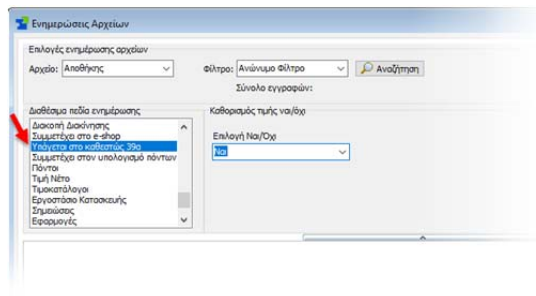 Ενημερώσεις Αρχείων
Επιλογές ενημέρωσης αρχείων
Αρχείο: Αποθήκης Φίλτρο: Ανώνυμο Φίλτρο Αναζήτηση
Σύνολο εγγραφών:
Διαθέσιμα πεδία ενημέρωσης
Διακοπή Διακίνησης
Συμμετέχει στο e-shop
Υπάγεται στο καθεστώς 39α
Συμμετέχει στον υπολογισμό πόντων
Πόντοι
Τιμή Νέτο
Τιμοκατάλογοι
Εργοστάσιο Κατασκευής
Σημειώσεις
Εφαρμογές
Καθορισμός τιμής ναι/όχι
Επιλογή Ναι/Όχι
Ναι